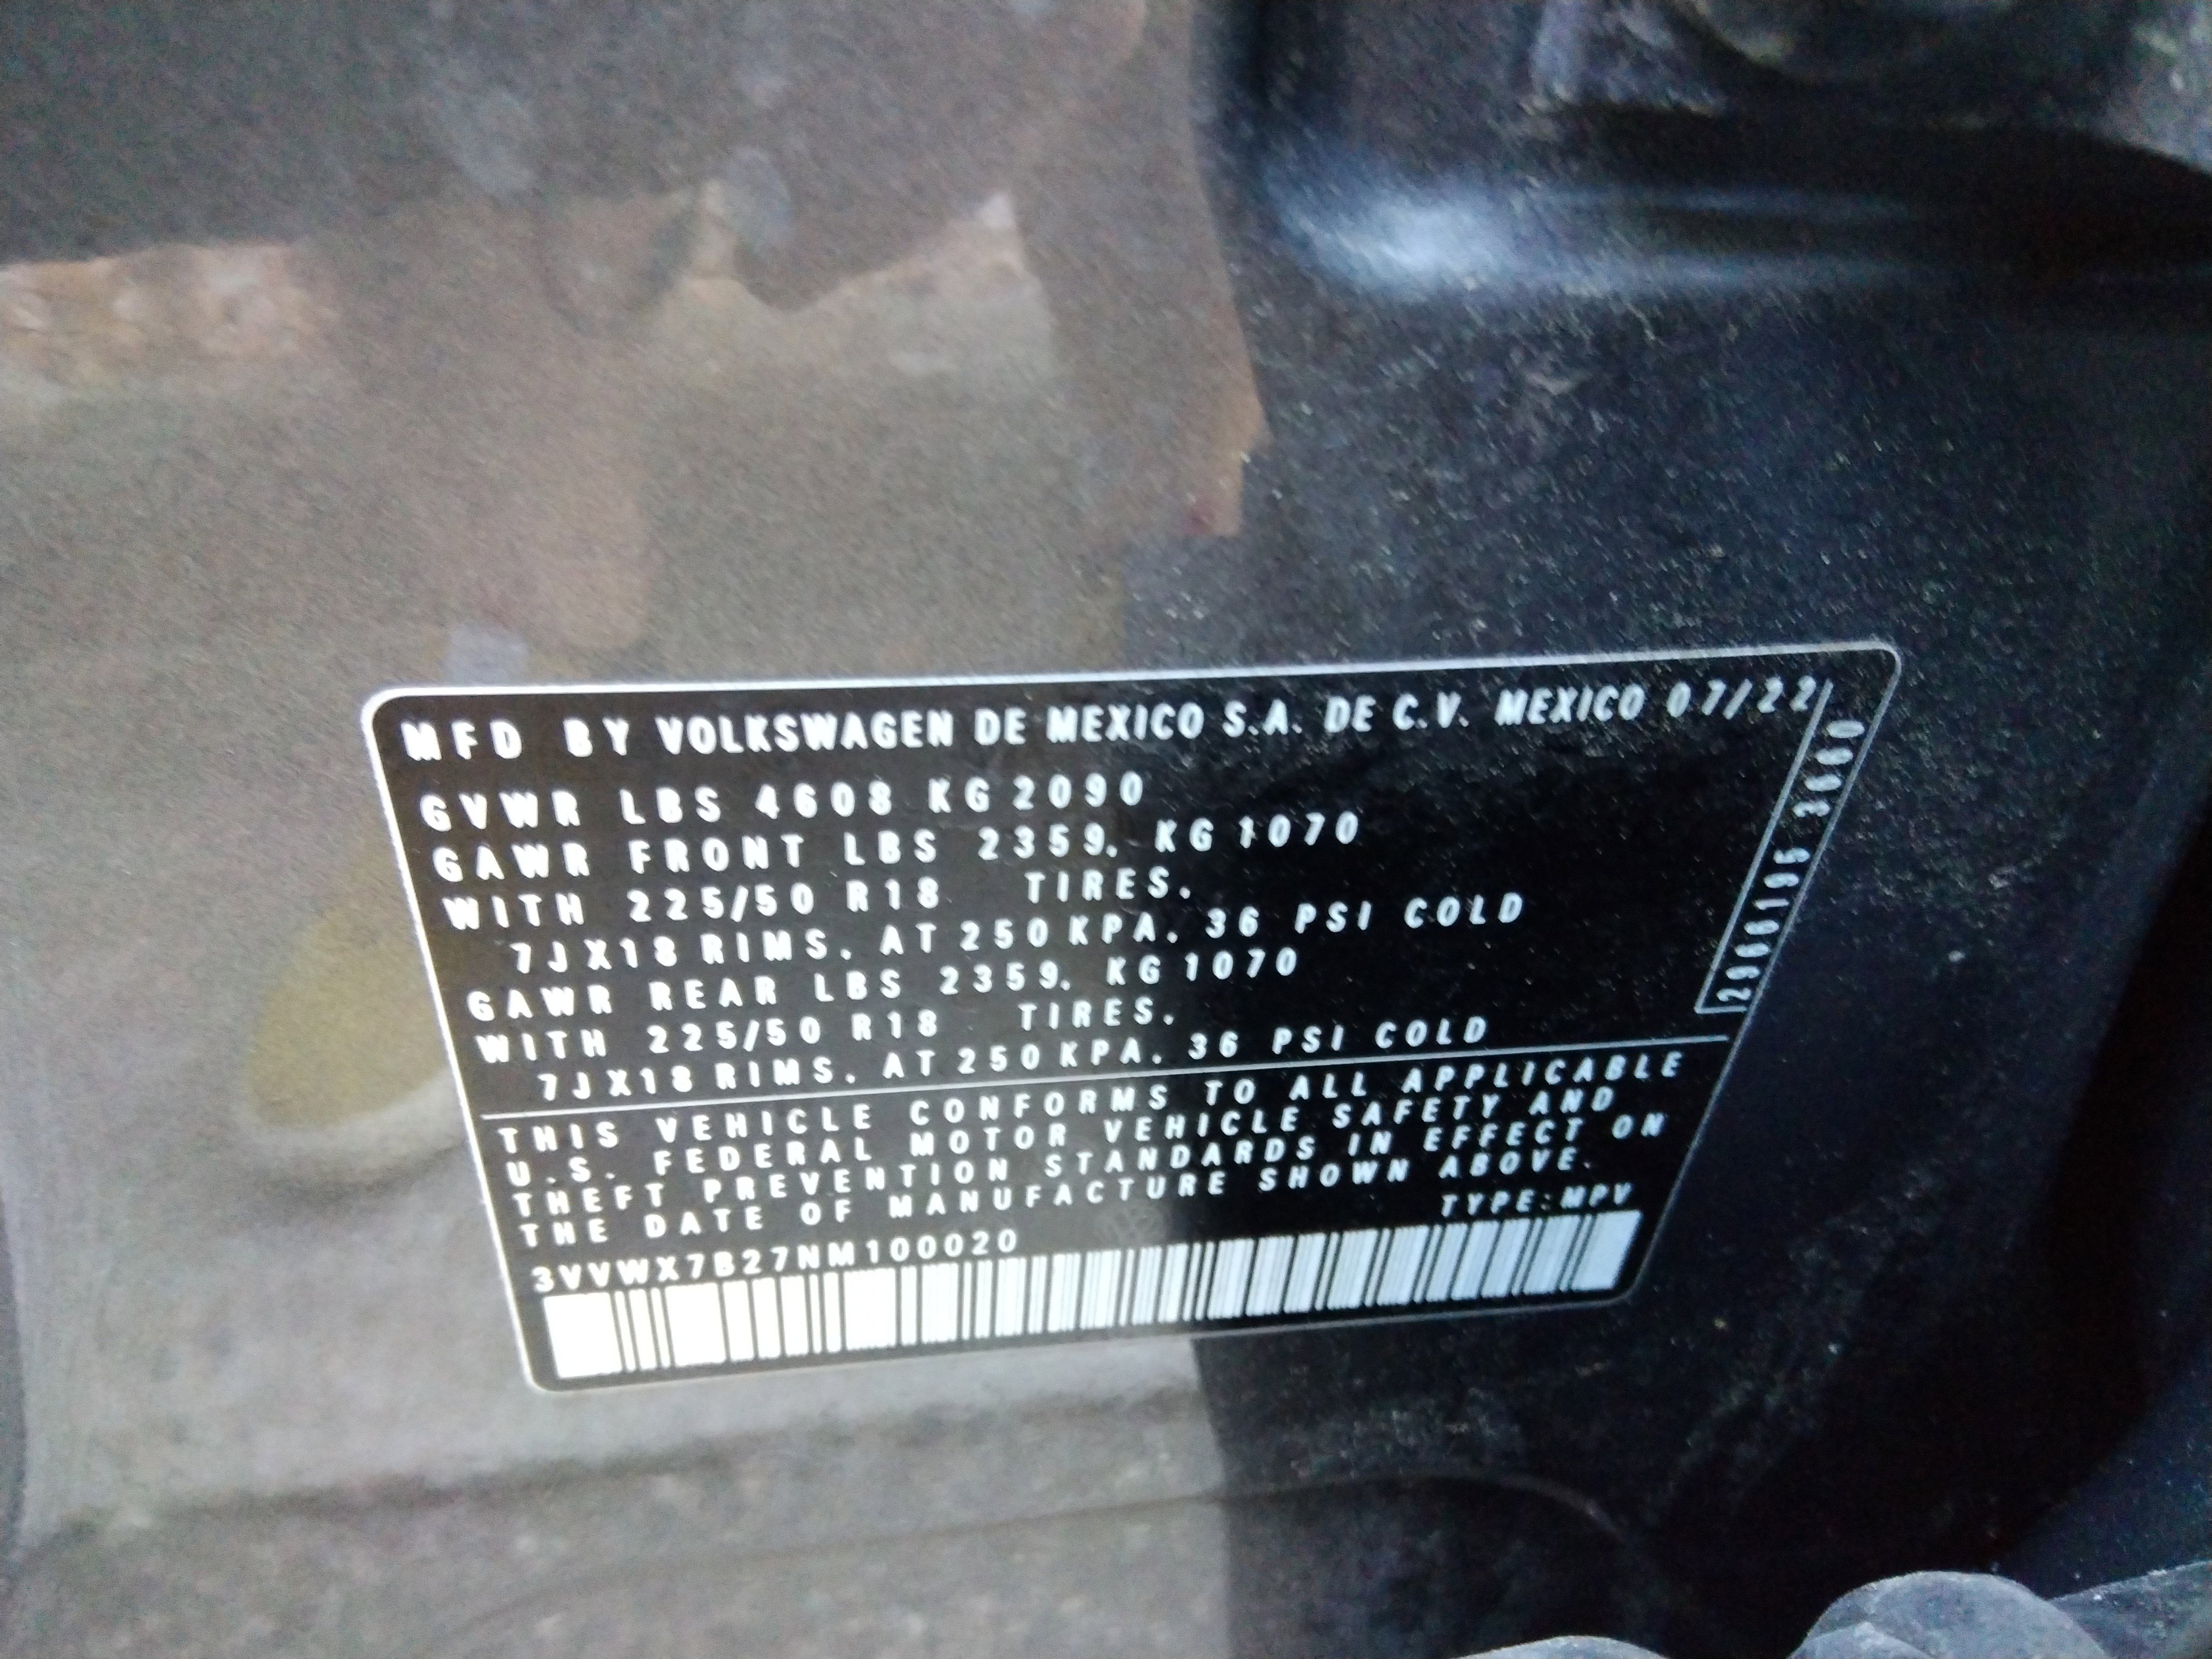 MFD BY VOLKSWAGEN DE MEXICO S.A. DE C.V. MEXICO 07/22
GVWR LBS 4608 KG 2090
GAWR FRONT LBS 2359. KG 1070
WITH 225/50 R18 TIRES.
7JX18 RIMS. AT 250 KPA. 36 PSI COLD
GAWR REAR LBS 2359. KG 1070
WITH 225/50 R18 TIRES.
7JX18 RIMS. AT 250 KPA. 36 PSI COLD
THIS VEHICLE CONFORMS TO ALL APPLICABLE
U.S. FEDERAL MOTOR VEHICLE SAFETY AND
THEFT PREVENTION STANDARDS IN EFFECT ON
THE DATE OF MANUFACTURE SHOWN ABOVE.
TYPE: MPV
3VVWX7B27NM100020